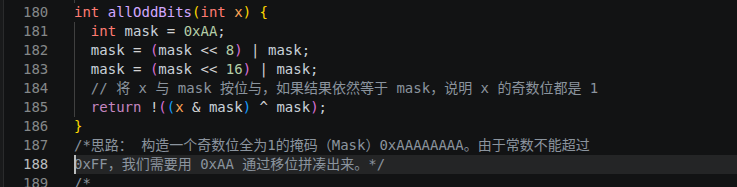 180 int allOddBits(int x) {
181 int mask = 0xAA;
182 mask = (mask << 8) | mask;
183 mask = (mask << 16) | mask;
184 // 将 x 与 mask 按位与，如果结果依然等于 mask，说明 x 的奇数位都是 1
185 return !((x & mask) ^ mask);
186 }
187 /*思路： 构造一个奇数位全为1的掩码（Mask）0xAAAAAAAA。由于常数不能超过
188 0xFF，我们需要用 0xAA 通过移位拼凑出来。*/
189 /*